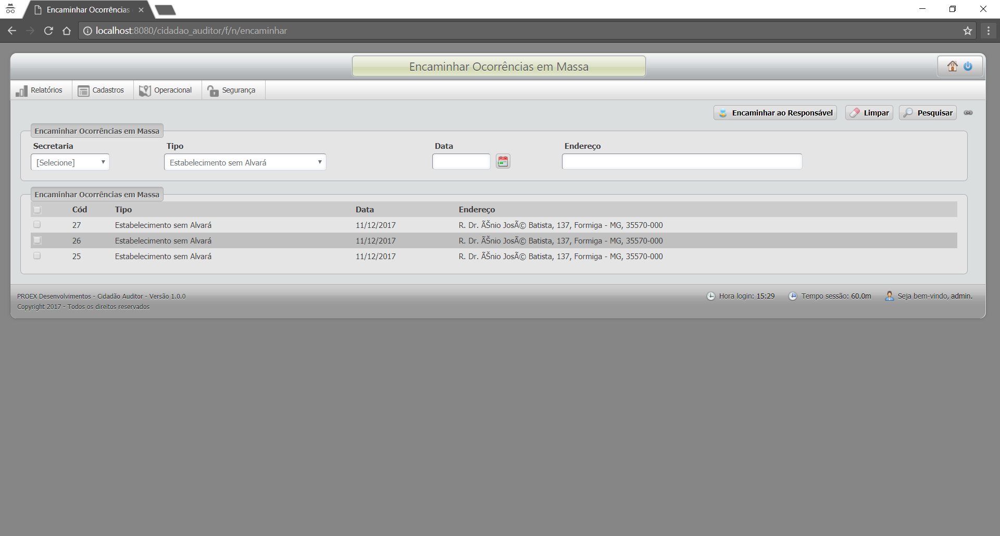 Encaminhar Ocorrências
localhost:8080/cidadao_auditor/f/n/encaminhar
Encaminhar Ocorrências em Massa
Relatórios Cadastros Operacional Segurança
Encaminhar ao Responsável Limpar Pesquisar
Encaminhar Ocorrências em Massa
Secretaria Tipo Data Endereço
[Selecione] Estabelecimento sem Alvará
Encaminhar Ocorrências em Massa
Cód Tipo Data Endereço
27 Estabelecimento sem Alvará 11/12/2017 R. Dr. ÃŠnio JosÃ© Batista, 137, Formiga - MG, 35570-000
26 Estabelecimento sem Alvará 11/12/2017 R. Dr. ÃŠnio JosÃ© Batista, 137, Formiga - MG, 35570-000
25 Estabelecimento sem Alvará 11/12/2017 R. Dr. ÃŠnio JosÃ© Batista, 137, Formiga - MG, 35570-000
PROEX Desenvolvimentos - Cidadão Auditor - Versão 1.0.0 Hora login: 15:29 Tempo sessão: 60.0m Seja bem-vindo, admin.
Copyright 2017 - Todos os direitos reservados